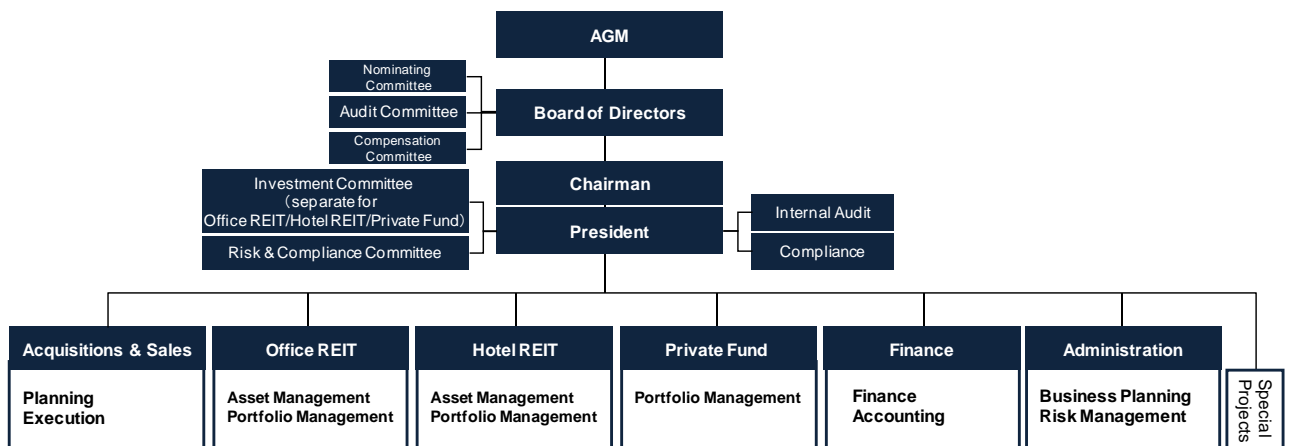 AGM
Nominating
Committee
Audit Committee
Compensation
Committee
Board of Directors
Chairman
President
Investment Committee
（separate for
Office REIT/Hotel REIT/Private Fund）
Risk & Compliance Committee
Internal Audit
Compliance
Acquisitions & Sales
Planning
Execution
Office REIT
Asset Management
Portfolio Management
Hotel REIT
Asset Management
Portfolio Management
Private Fund
Portfolio Management
Finance
Finance
Accounting
Administration
Business Planning
Risk Management
Special
Projects